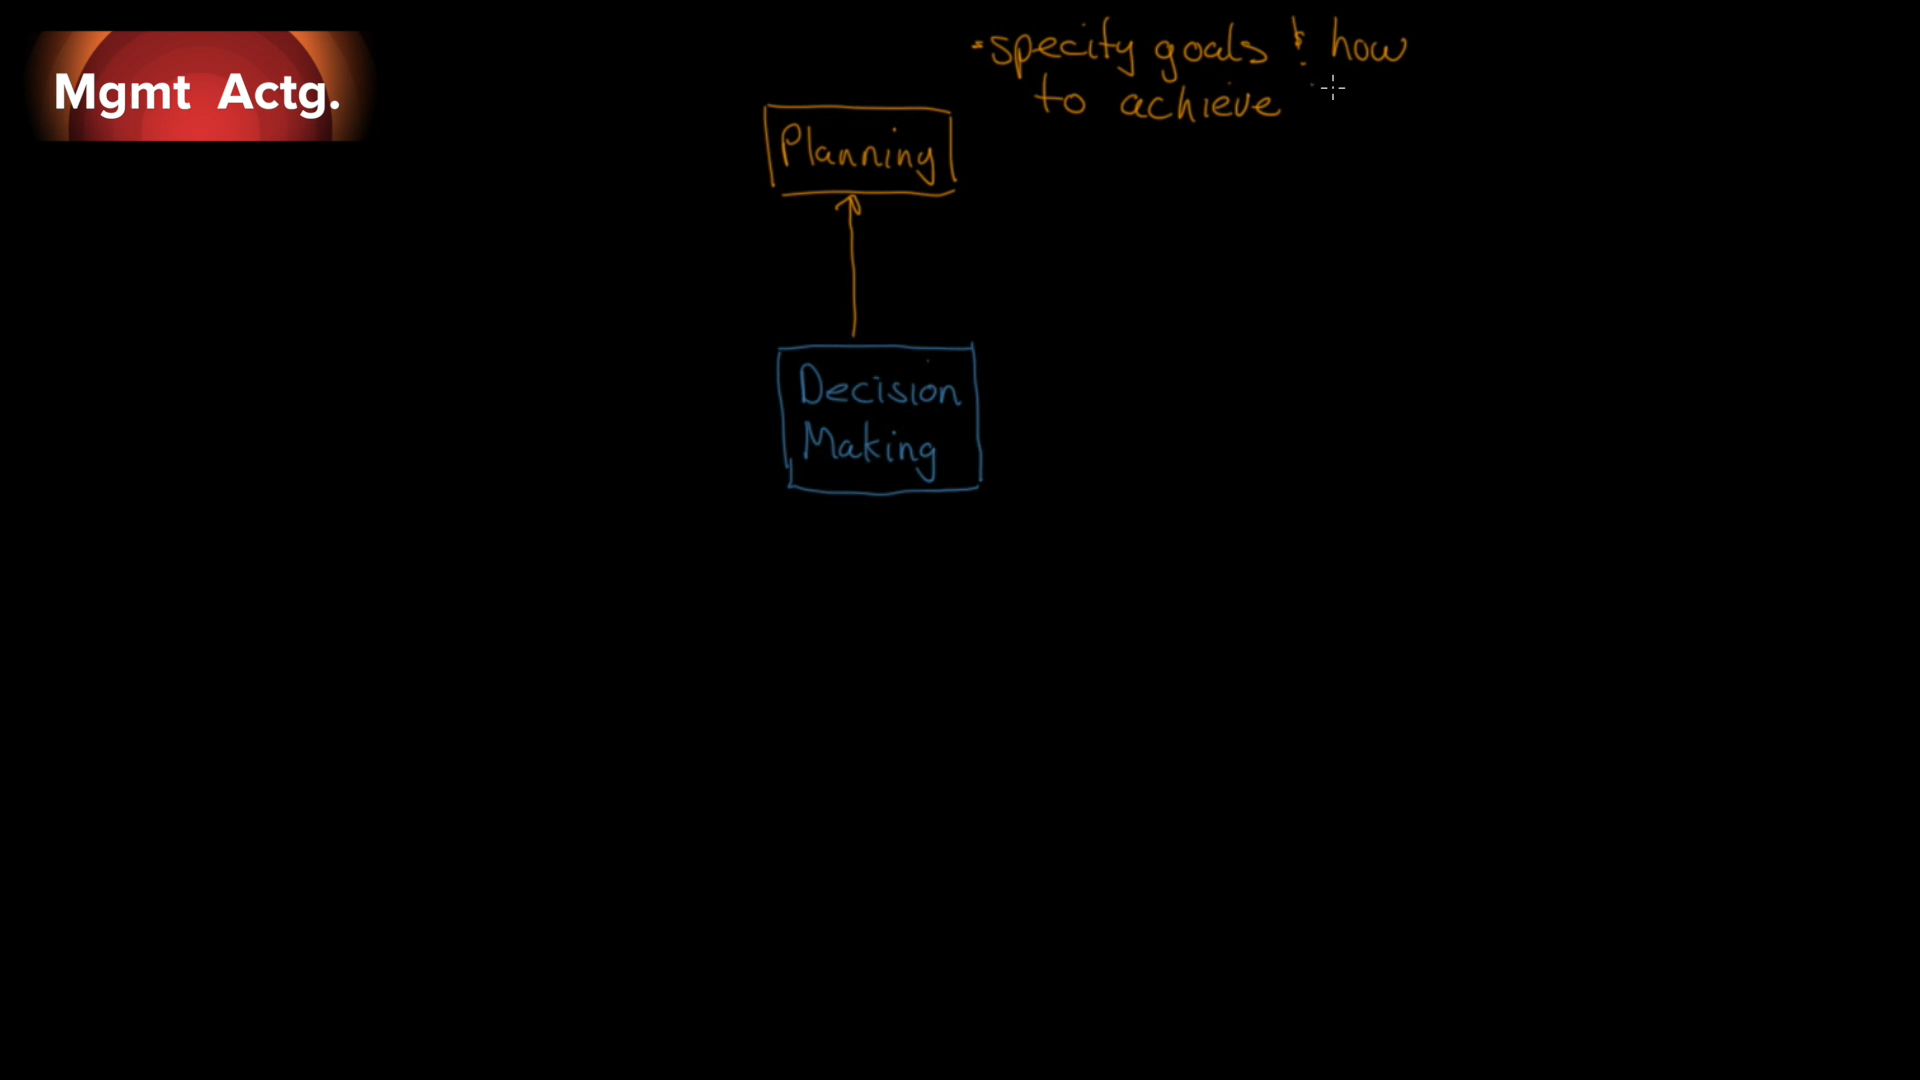 Mgmt Actg.
-specify goals & how
to achieve
Planning
Decision
Making